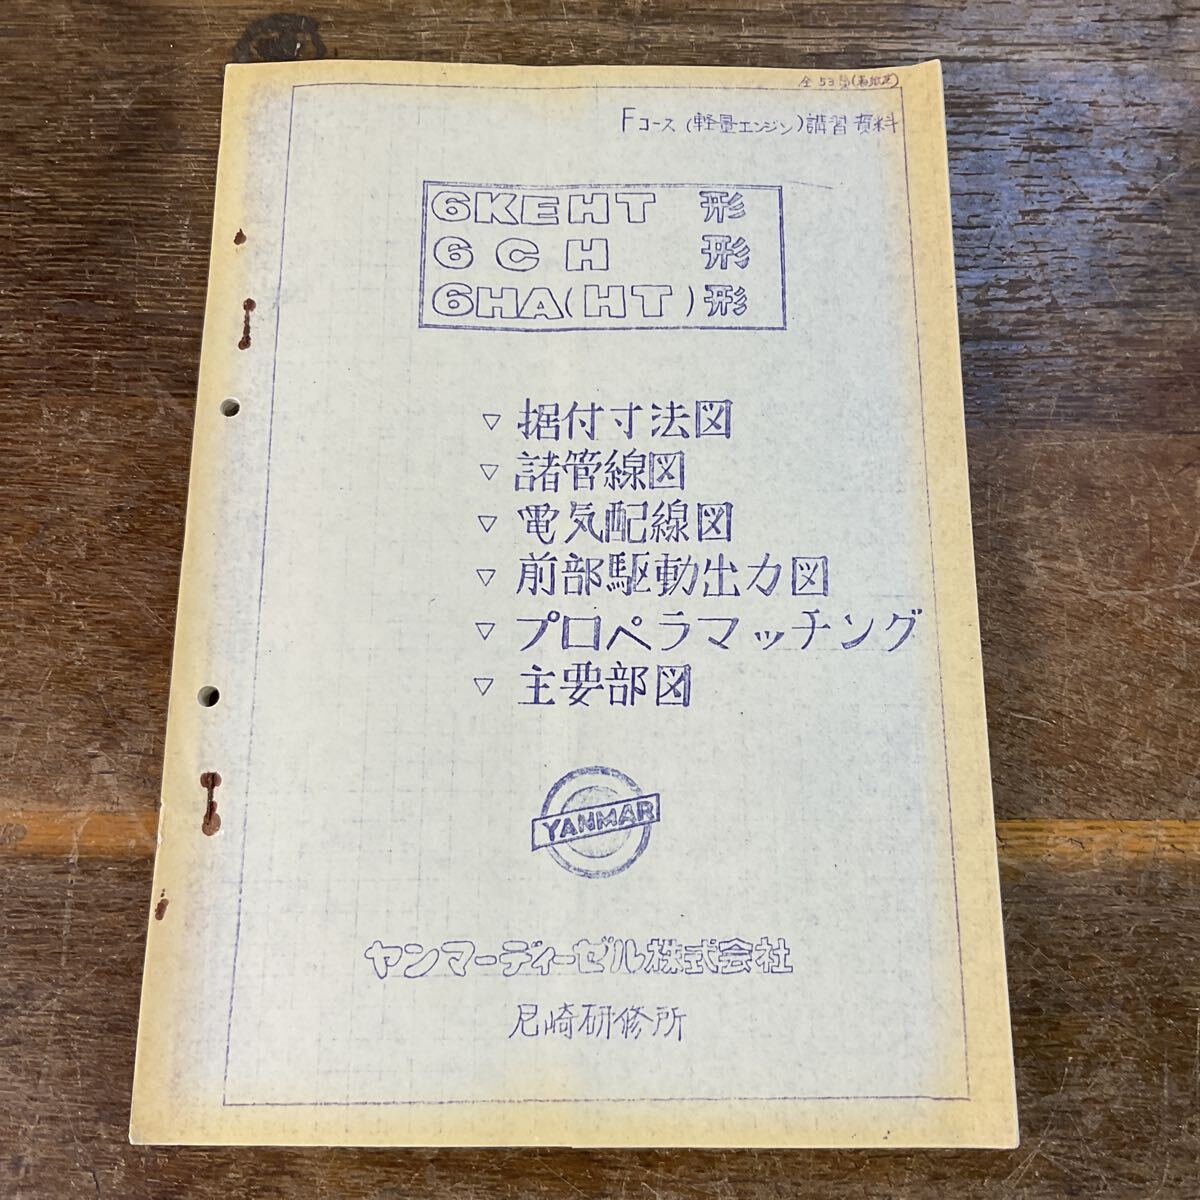 全53頁(表紙共)
Fコース(軽量エンジン)講習資料
6KEHT 形
6CH 形
6HA(HT)形
▽ 据付寸法図
▽ 諸管線図
▽ 電気配線図
▽ 前部駆動出力図
▽ プロペラマッチング
▽ 主要部図
YANMAR
ヤンマーディーゼル株式会社
尼崎研修所